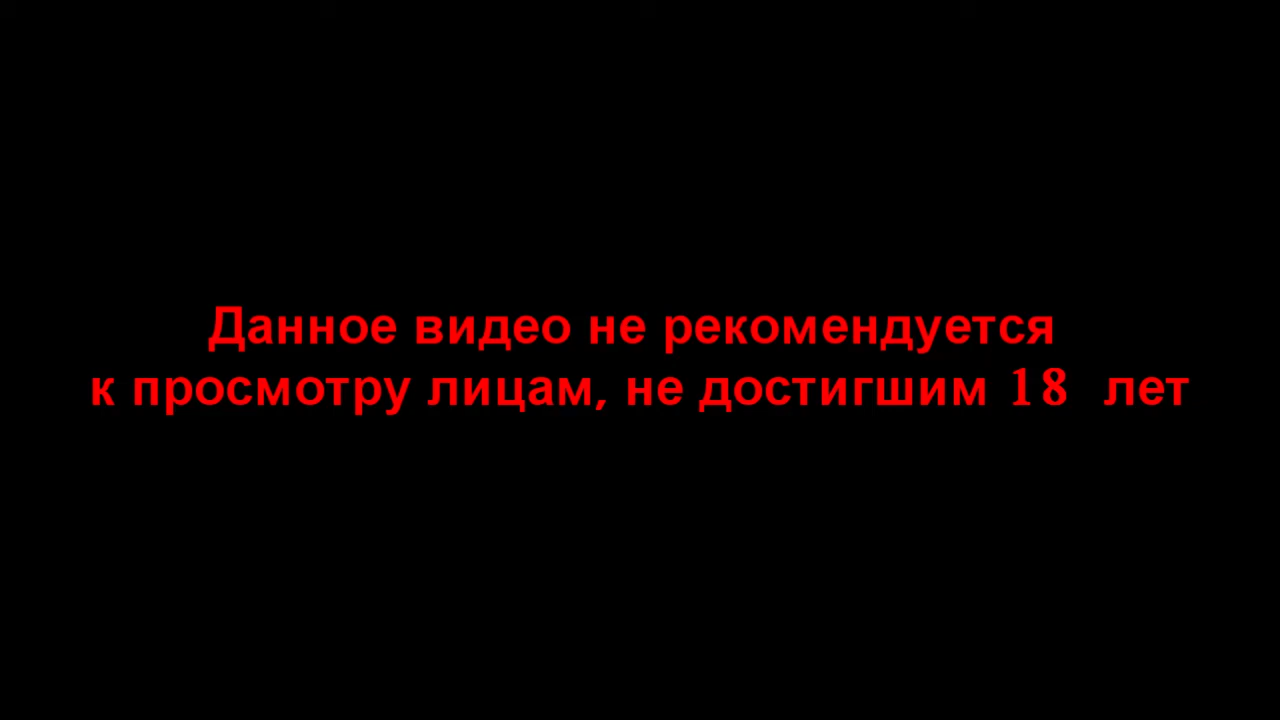 Данное видео не рекомендуется
к просмотру лицам, не достигшим 18 лет